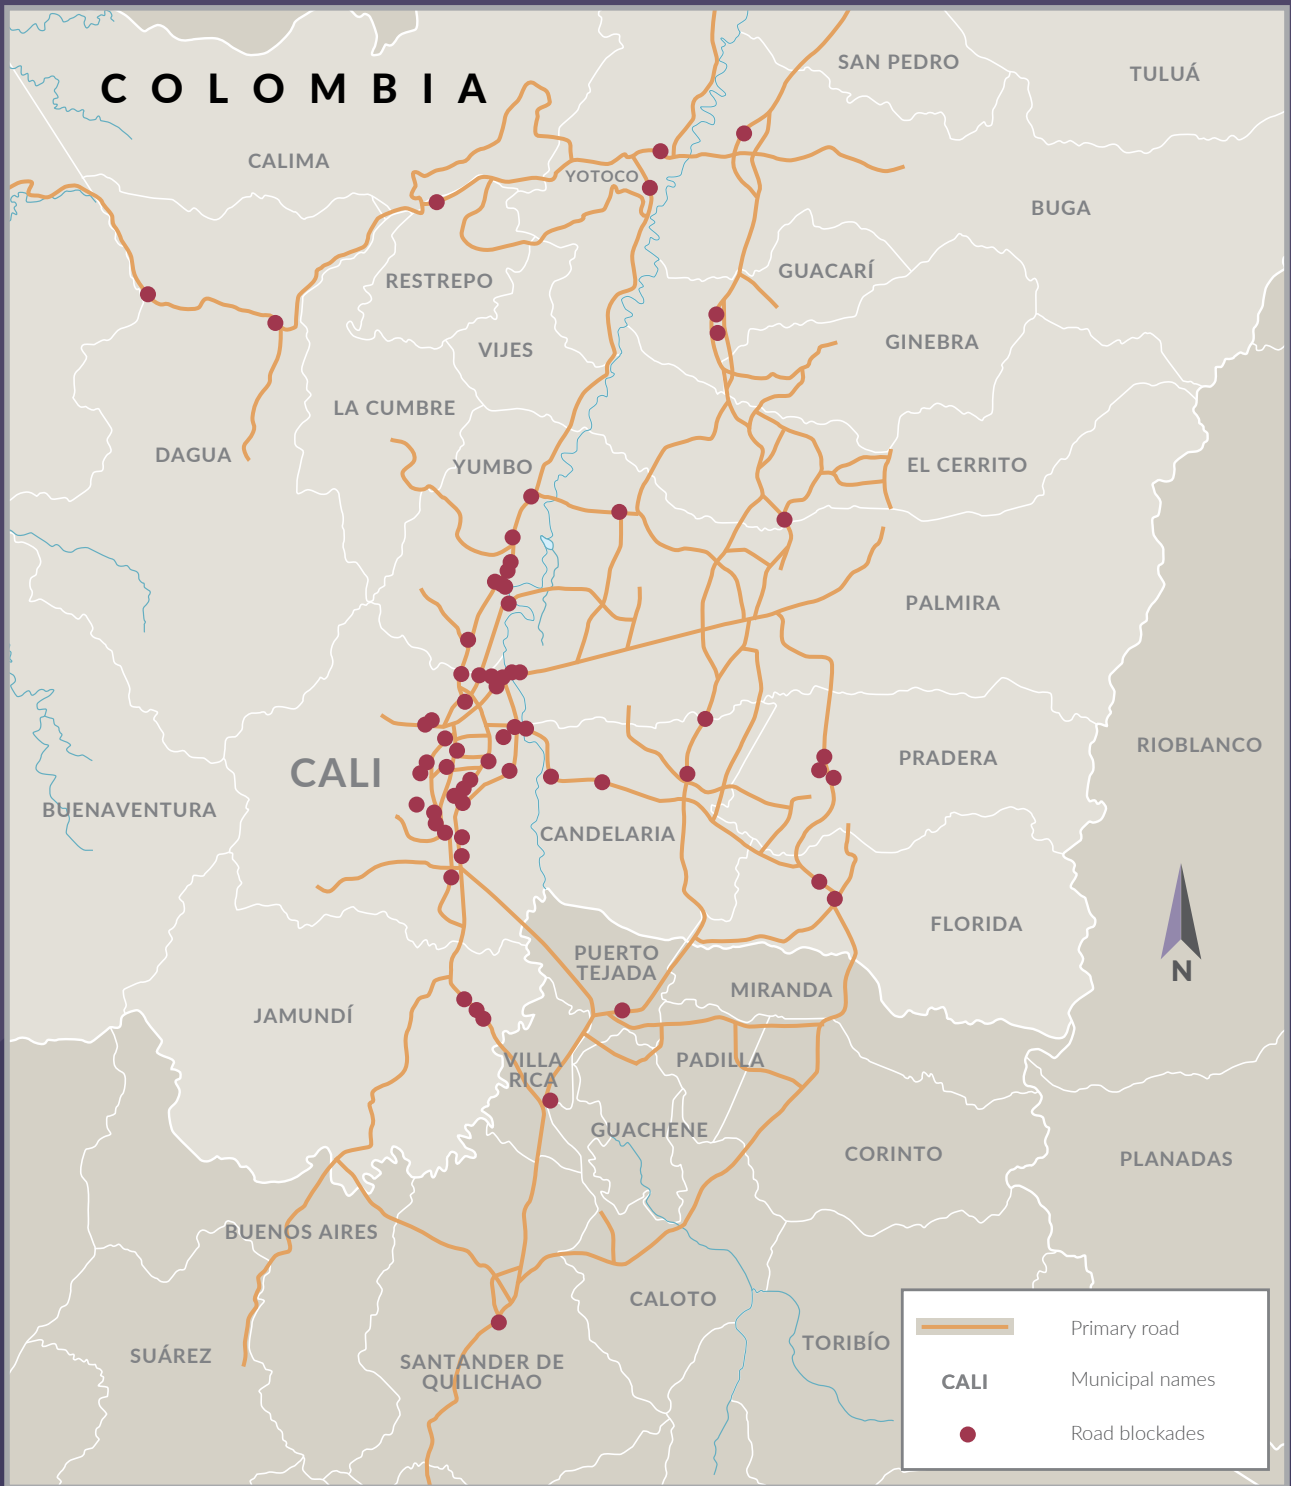 SAN PEDRO
TULUÁ
COLOMBIA
CALIMA
YOTOCO
BUGA
RESTREPO
GUACARÍ
VIJES
GINEBRA
LA CUMBRE
DAGUA
YUMBO
EL CERRITO
PALMIRA
RIOBLANCO
PRADERA
CALI
BUENAVENTURA
CANDELARIA
FLORIDA
PUERTO
TEJADA
MIRANDA
N
JAMUNDÍ
VILLA
RICA
PADILLA
GUACHENE
CORINTO
PLANADAS
BUENOS AIRES
CALOTO
TORIBÍO
SUÁREZ
SANTANDER DE
QUILICHAO
Primary road
CALI
Municipal names
Road blockades